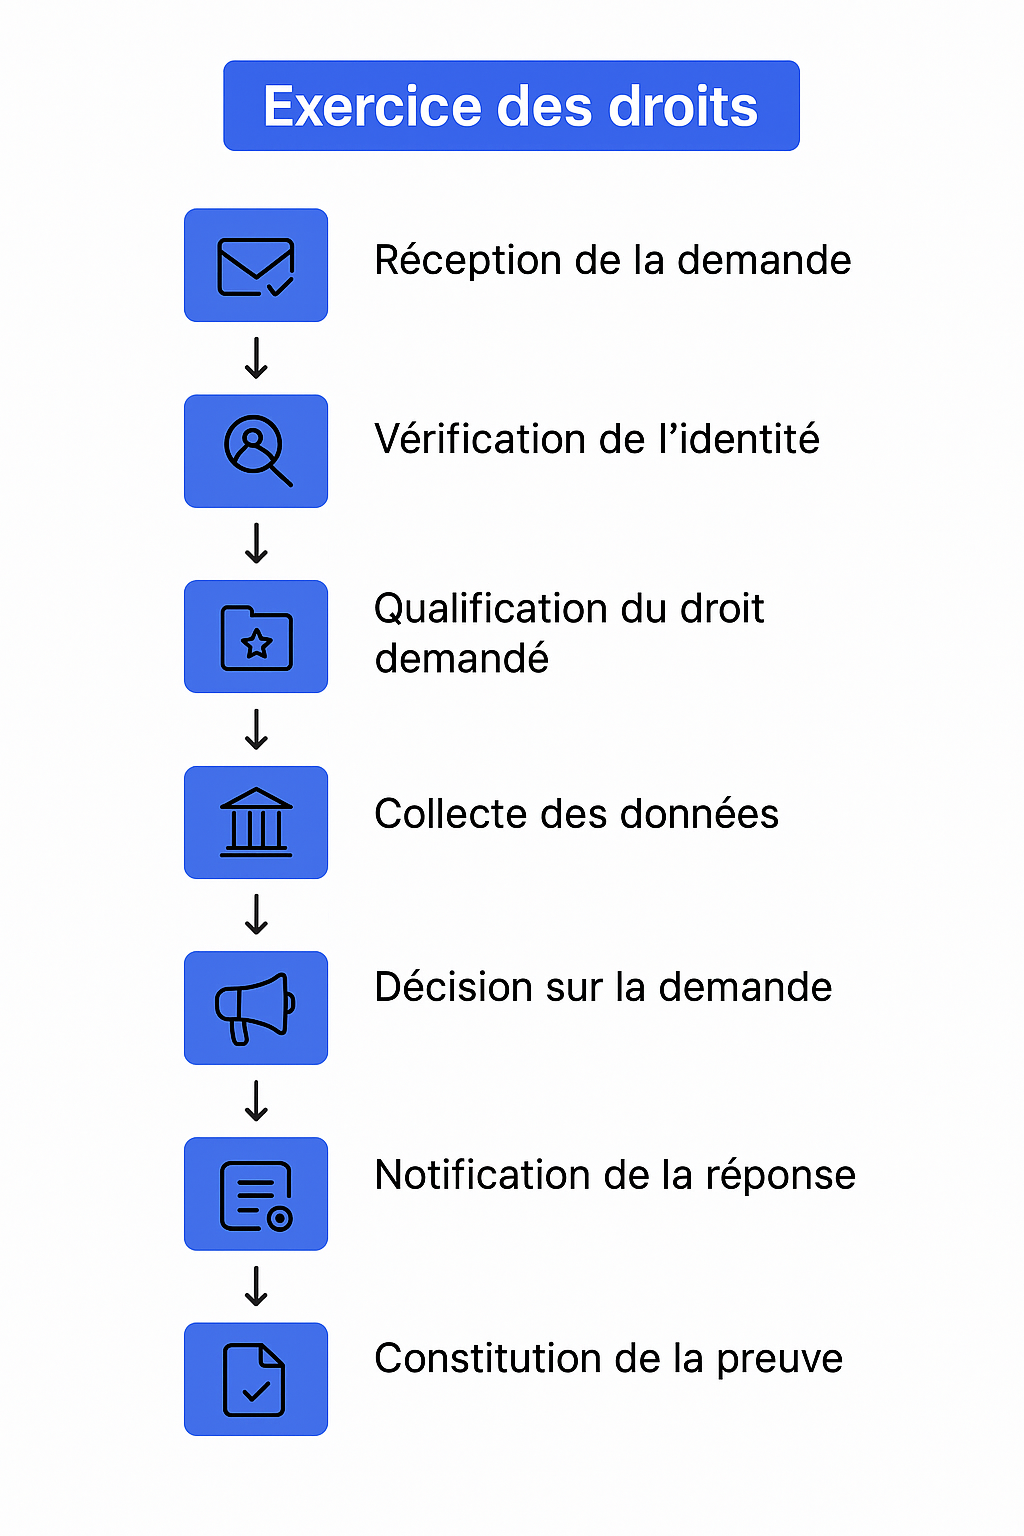 Exercice des droits
Réception de la demande
Vérification de l’identité
Qualification du droit
demandé
Collecte des données
Décision sur la demande
Notification de la réponse
Constitution de la preuve